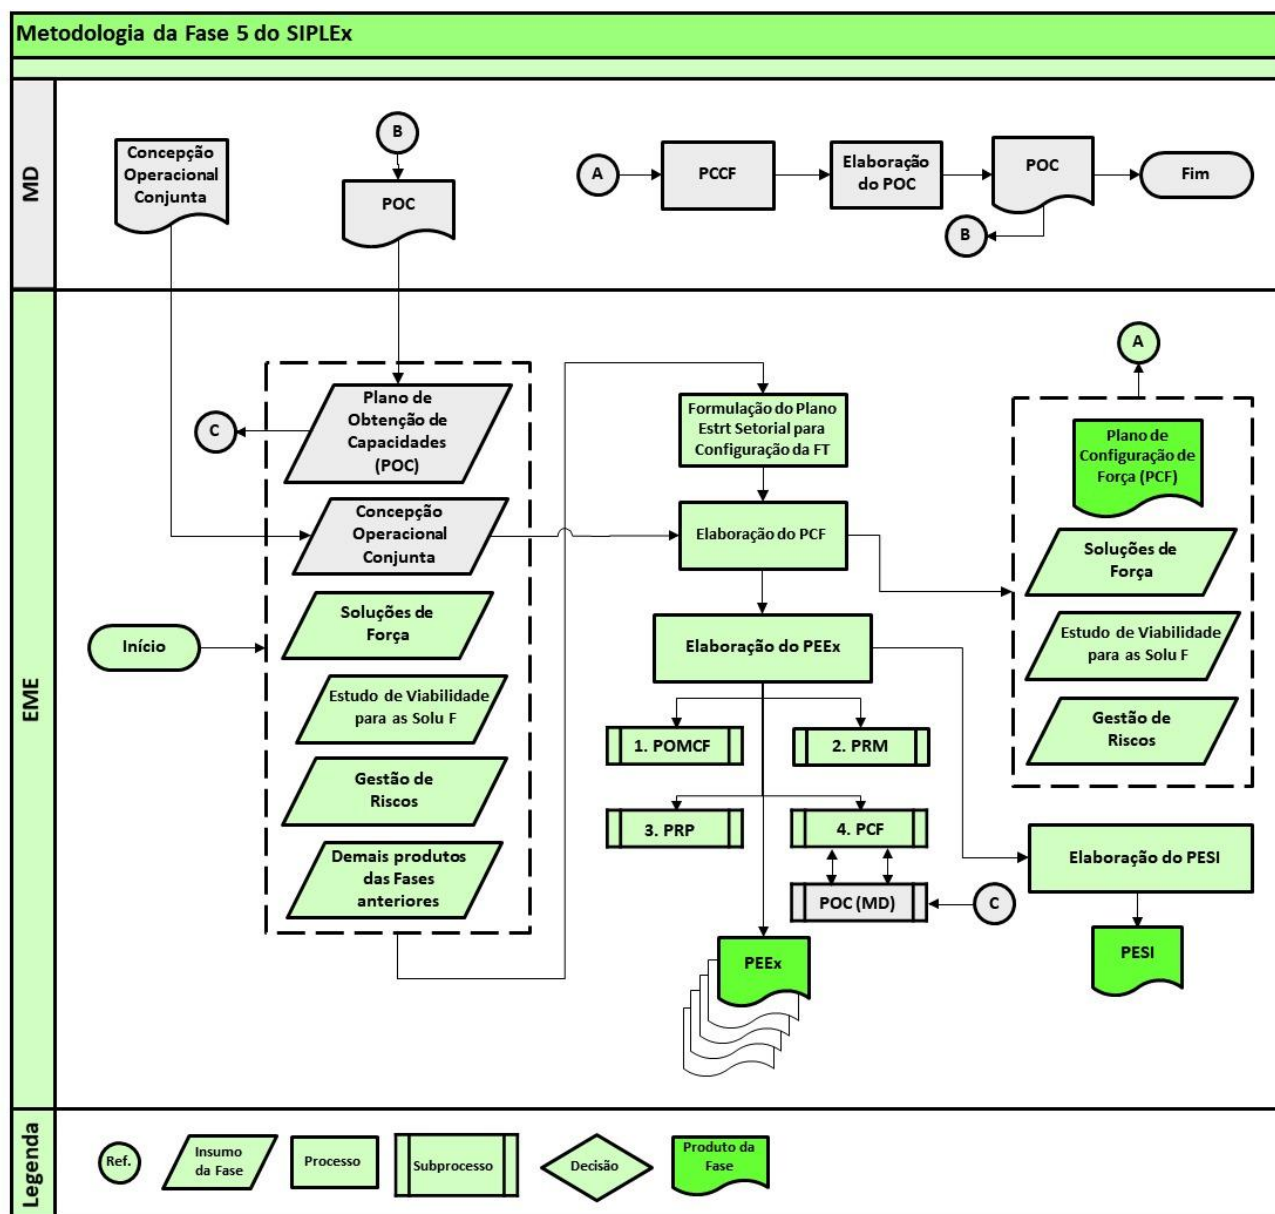 Metodologia da Fase 5 do SIPLEx
MD
Concepção
Operacional
Conjunta
B
POC
A
PCCF
Elaboração
do POC
POC
Fim
B
EME
Início
C
Plano de
Obtenção de
Capacidades
(POC)
Concepção
Operacional
Conjunta
Soluções de
Força
Estudo de Viabilidade
para as Solu F
Gestão de
Riscos
Demais produtos
das Fases
anteriores
Formulação do Plano
Estrt Setorial para
Configuração da FT
Elaboração do PCF
Elaboração do PEEx
1. POMCF
2. PRM
3. PRP
4. PCF
POC (MD)
C
PEEx
A
Plano de
Configuração de
Força (PCF)
Soluções de
Força
Estudo de Viabilidade
para as Solu F
Gestão de
Riscos
Elaboração do PESI
PESI
Legenda
Ref.
Insumo
da Fase
Processo
Subprocesso
Decisão
Produto da
Fase